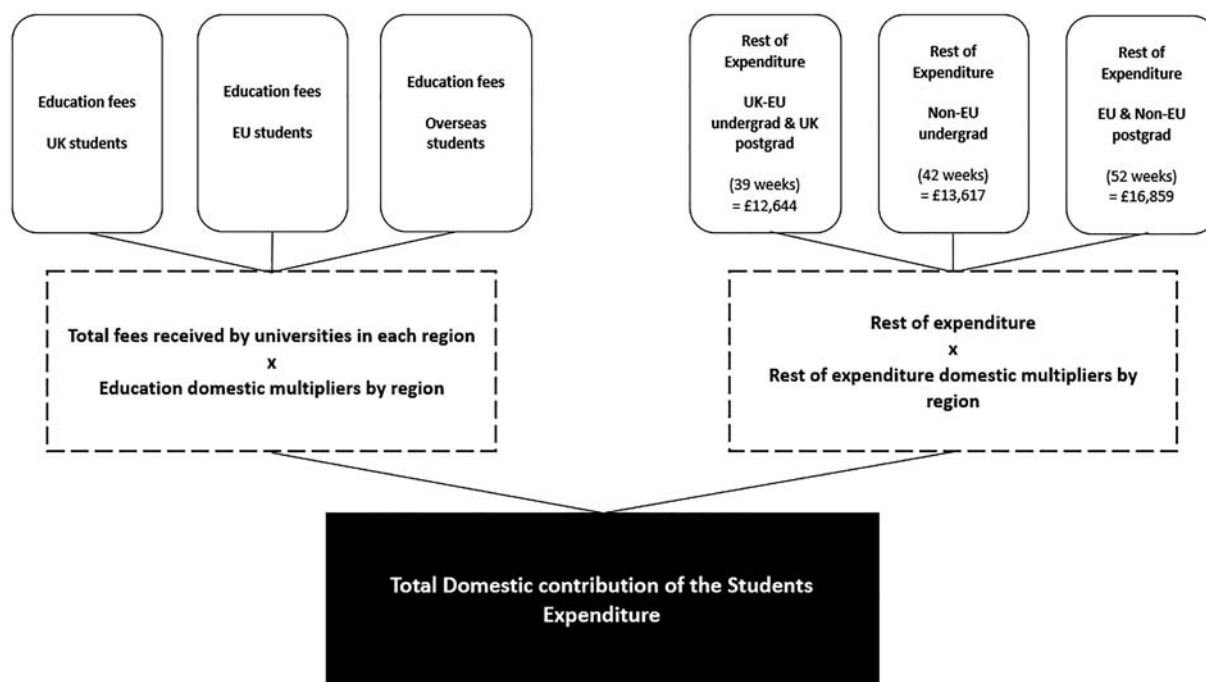 Education fees
UK students
Education fees
EU students
Education fees
Overseas
students
Rest of
Expenditure
UK-EU
undergrad & UK
postgrad
(39 weeks)
= £12,644
Rest of
Expenditure
Non-EU
undergrad
(42 weeks)
= £13,617
Rest of
Expenditure
EU & Non-EU
postgrad
(52 weeks)
= £16,859
Total fees received by universities in each region
x
Education domestic multipliers by region
Rest of expenditure
x
Rest of expenditure domestic multipliers by
region
Total Domestic contribution of the Students
Expenditure